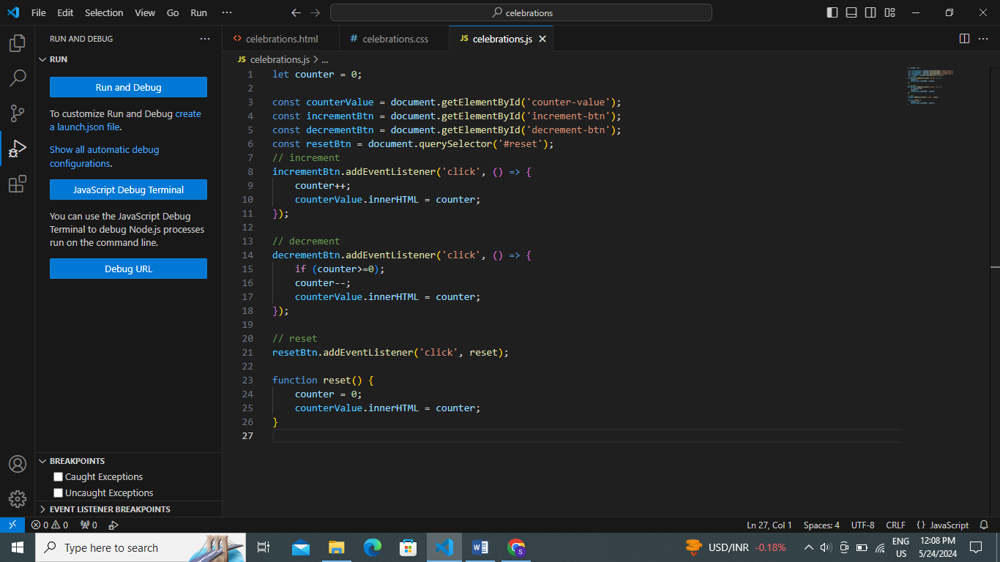 File Edit Selection View Go Run ···
celebrations
RUN AND DEBUG ···
RUN
Run and Debug
To customize Run and Debug create
a launch.json file.
Show all automatic debug
configurations.
JavaScript Debug Terminal
You can use the JavaScript Debug
Terminal to debug Node.js processes
run on the command line.
Debug URL
BREAKPOINTS
Caught Exceptions
Uncaught Exceptions
EVENT LISTENER BREAKPOINTS
<> celebrations.html # celebrations.css JS celebrations.js
JS celebrations.js > ...
1 let counter = 0;
2
3 const counterValue = document.getElementById('counter-value');
4 const incrementBtn = document.getElementById('increment-btn');
5 const decrementBtn = document.getElementById('decrement-btn');
6 const resetBtn = document.querySelector('#reset');
7 // increment
8 incrementBtn.addEventListener('click', () => {
9 counter++;
10 counterValue.innerHTML = counter;
11 });
12
13 // decrement
14 decrementBtn.addEventListener('click', () => {
15 if (counter>=0);
16 counter--;
17 counterValue.innerHTML = counter;
18 });
19
20 // reset
21 resetBtn.addEventListener('click', reset);
22
23 function reset() {
24 counter = 0;
25 counterValue.innerHTML = counter;
26 }
27
0 0 0 Ln 27, Col 1 Spaces: 4 UTF-8 CRLF {} JavaScript
Type here to search USD/INR -0.18% ENG 12:08 PM
US 5/24/2024